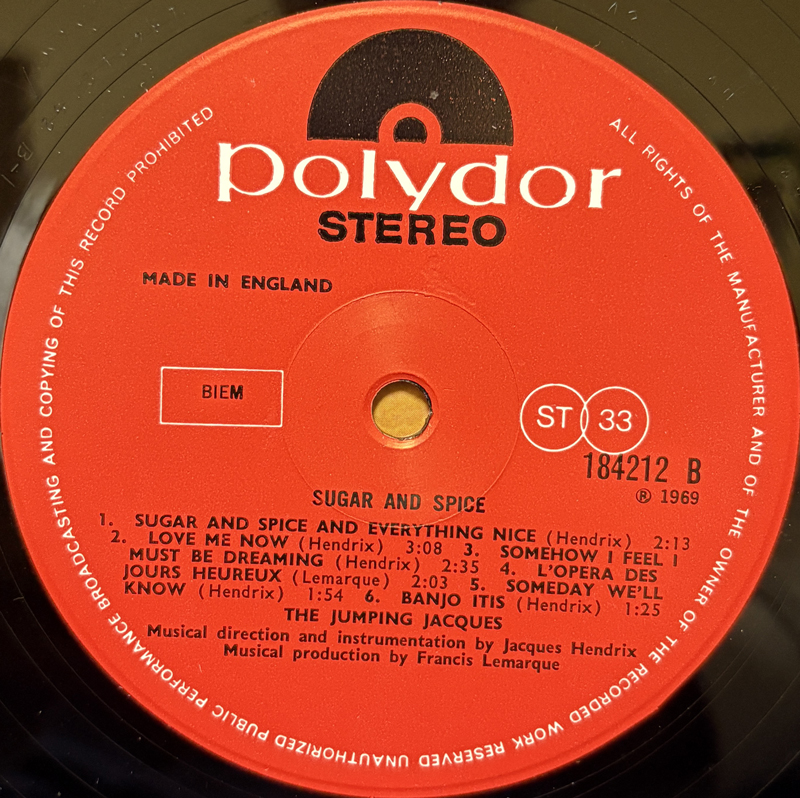 polydor
STEREO
MADE IN ENGLAND
BIEM
ST 33
184212 B
℗ 1969
SUGAR AND SPICE
1. SUGAR AND SPICE AND EVERYTHING NICE (Hendrix) 2:13
2. LOVE ME NOW (Hendrix) 3:08 3. SOMEHOW I FEEL I
MUST BE DREAMING (Hendrix) 2:35 4. L'OPERA DES
JOURS HEUREUX (Lemarque) 2:03 5. SOMEDAY WE'LL
KNOW (Hendrix) 1:54 6. BANJO ITIS (Hendrix) 1:25
THE JUMPING JACQUES
Musical direction and instrumentation by Jacques Hendrix
Musical production by Francis Lemarque
ALL RIGHTS OF THE MANUFACTURER AND OF THE OWNER OF THE RECORDED WORK RESERVED UNAUTHORIZED PUBLIC PERFORMANCE BROADCASTING AND COPYING OF THIS RECORD PROHIBITED